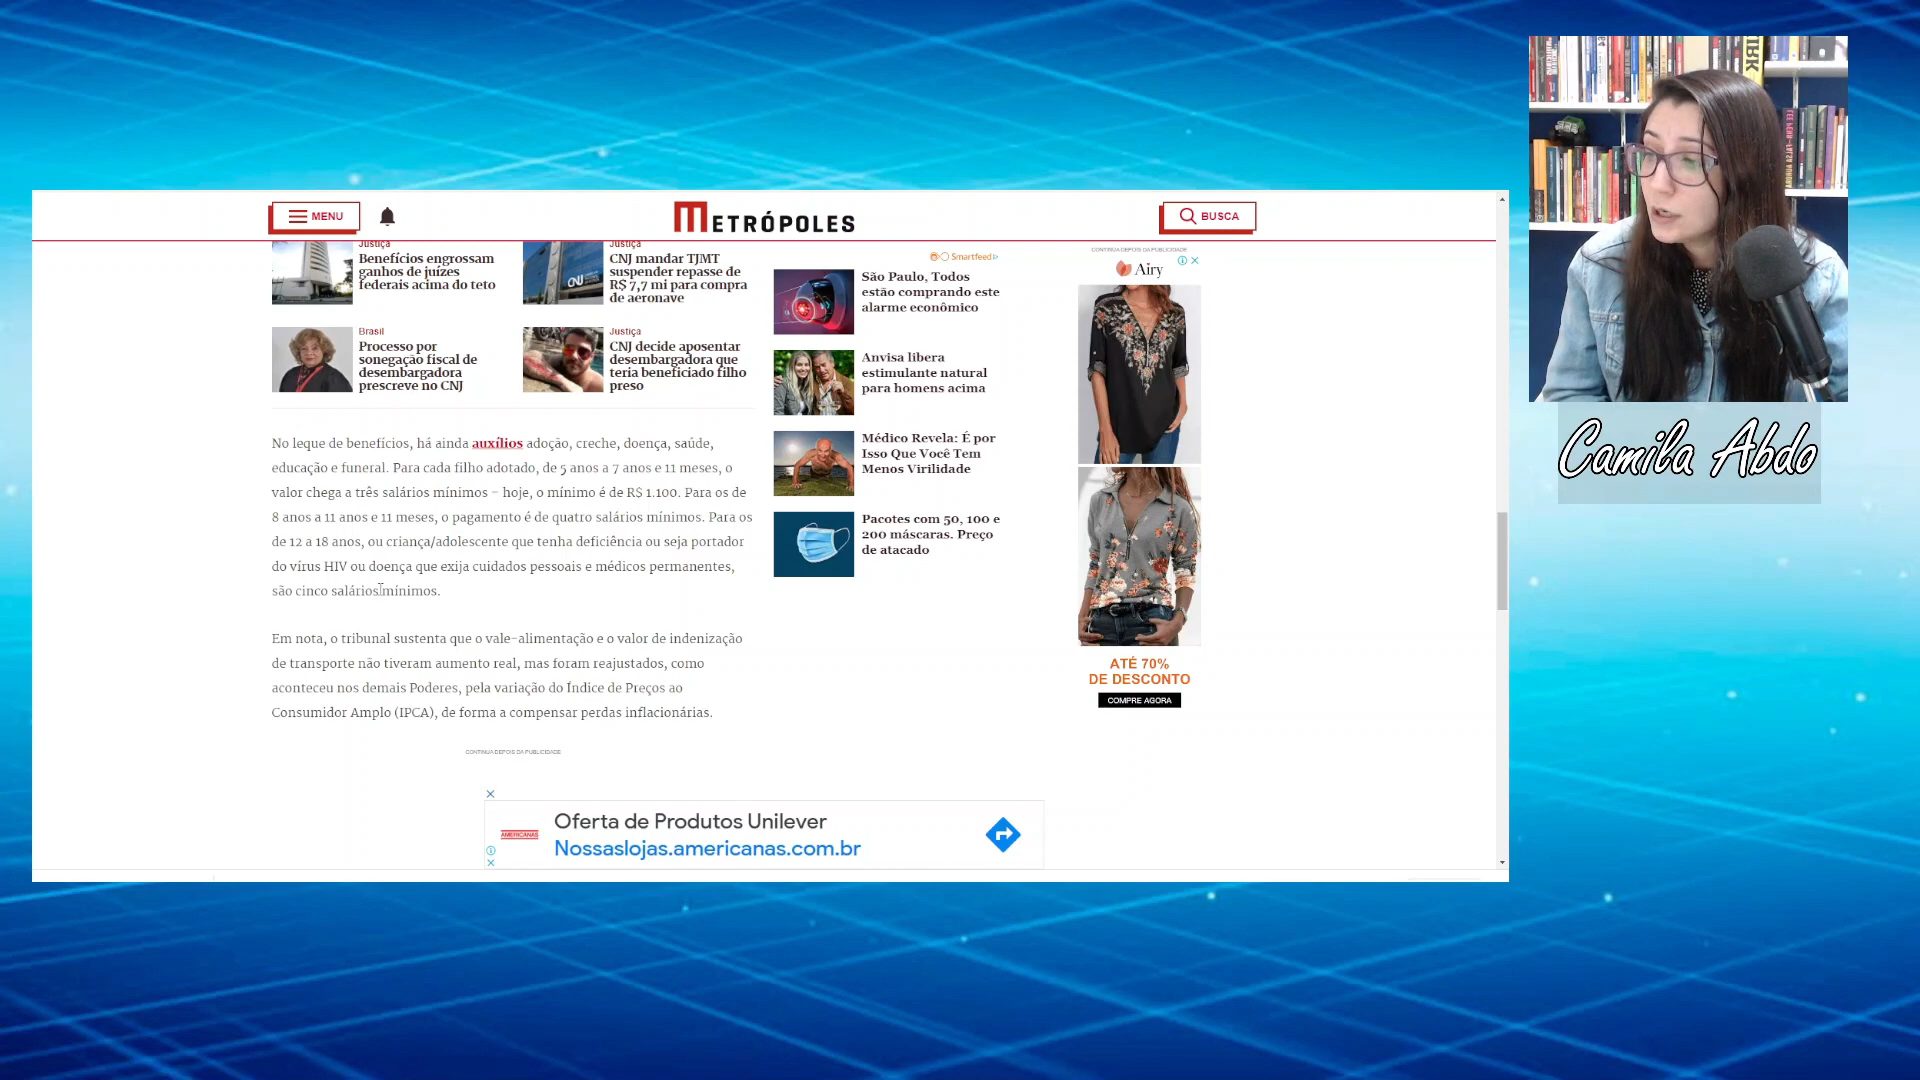 MENU
METRÓPOLES
BUSCA
Justiça
Benefícios engrossam
ganhos de juízes
federais acima do teto
Justiça
CNJ mandar TJMT
suspender repasse de
R$ 7,7 mi para compra
de aeronave
CNJ
Brasil
Processo por
sonegação fiscal de
desembargadora
prescreve no CNJ
Justiça
CNJ decide aposentar
desembargadora que
teria beneficiado filho
preso
No leque de benefícios, há ainda auxílios adoção, creche, doença, saúde,
educação e funeral. Para cada filho adotado, de 5 anos a 7 anos e 11 meses, o
valor chega a três salários mínimos – hoje, o mínimo é de R$ 1.100. Para os de
8 anos a 11 anos e 11 meses, o pagamento é de quatro salários mínimos. Para os
de 12 a 18 anos, ou criança/adolescente que tenha deficiência ou seja portador
do vírus HIV ou doença que exija cuidados pessoais e médicos permanentes,
são cinco salários mínimos.
Em nota, o tribunal sustenta que o vale-alimentação e o valor de indenização
de transporte não tiveram aumento real, mas foram reajustados, como
aconteceu nos demais Poderes, pela variação do Índice de Preços ao
Consumidor Amplo (IPCA), de forma a compensar perdas inflacionárias.
CONTINUA DEPOIS DA PUBLICIDADE
AMERICANAS
Oferta de Produtos Unilever
Nossaslojas.americanas.com.br
Smartfeed
São Paulo, Todos
estão comprando este
alarme econômico
Anvisa libera
estimulante natural
para homens acima
Médico Revela: É por
Isso Que Você Tem
Menos Virilidade
Pacotes com 50, 100 e
200 máscaras. Preço
de atacado
CONTINUA DEPOIS DA PUBLICIDADE
Airy
ATÉ 70%
DE DESCONTO
COMPRE AGORA
Camila Abdo